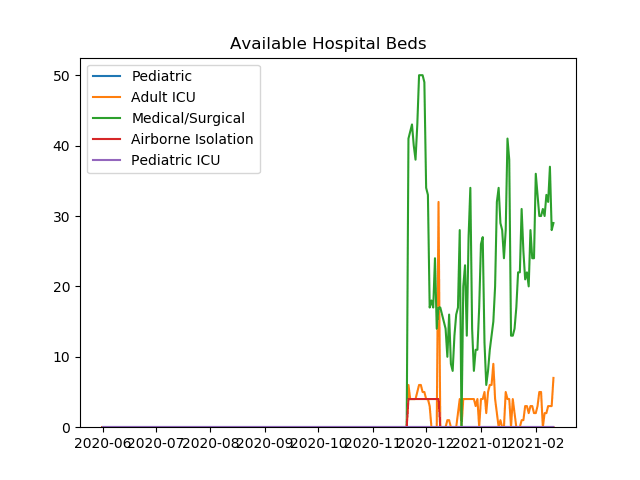 Available Hospital Beds
50
40
30
20
10
0
Pediatric
Adult ICU
Medical/Surgical
Airborne Isolation
Pediatric ICU
2020-06 2020-07 2020-08 2020-09 2020-10 2020-11 2020-12 2021-01 2021-02